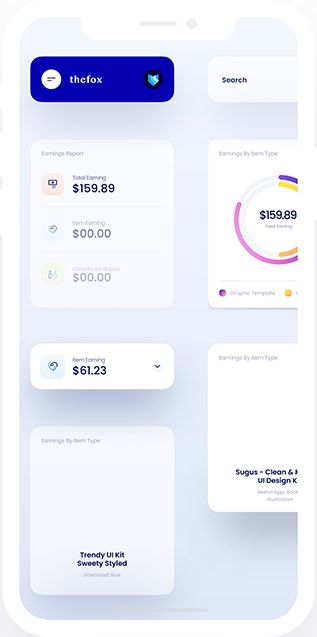 thefox
Search
Earnings Report
Total Earning
$159.89
Item Earning
$00.00
Contributor Bonus
$00.00
Earnings By Item Type
$159.89
Total Earning
Graphic Template
Item Earning
$61.23
Earnings By Item Type
Sugus - Clean &
UI Design K
SketchApp, Adob
Illustration
Earnings By Item Type
Trendy UI Kit
Sweety Styled
Download Now